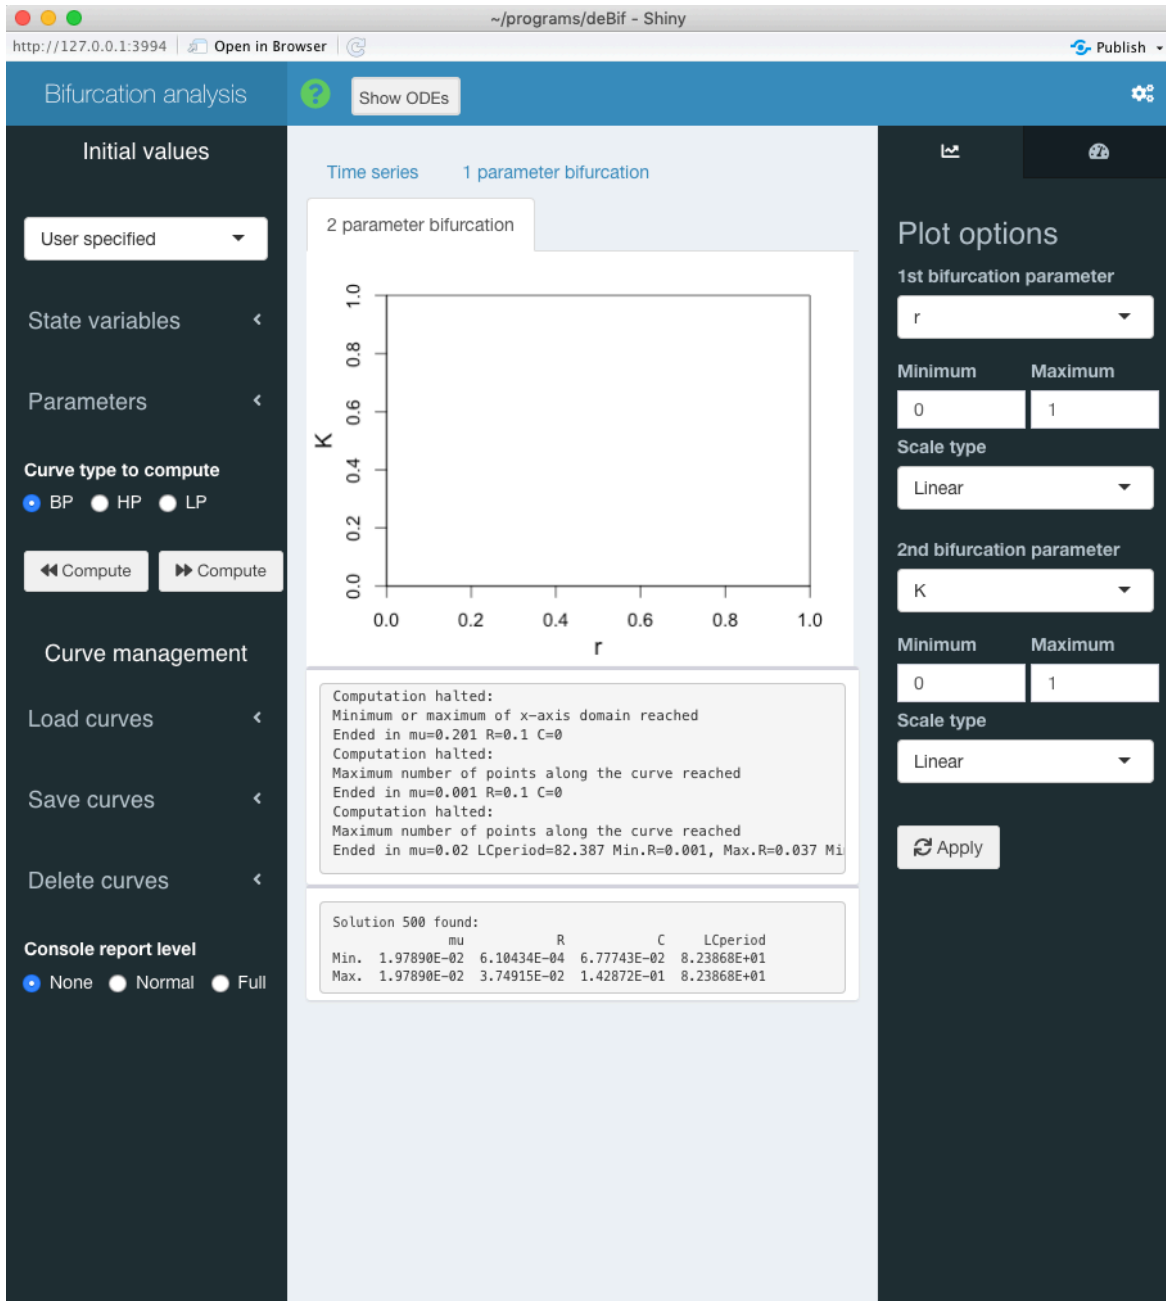 ~/programs/deBif - Shiny
http://127.0.0.1:3994 Open in Browser Publish
Bifurcation analysis ? Show ODEs
Initial values
User specified
State variables
Parameters
Curve type to compute
BP HP LP
Compute Compute
Curve management
Load curves
Save curves
Delete curves
Console report level
None Normal Full
Time series 1 parameter bifurcation
2 parameter bifurcation
1.0
0.8
0.6
0.4
0.2
0.0
K
0.0 0.2 0.4 0.6 0.8 1.0
r
Computation halted:
Minimum or maximum of x-axis domain reached
Ended in mu=0.201 R=0.1 C=0
Computation halted:
Maximum number of points along the curve reached
Ended in mu=0.001 R=0.1 C=0
Computation halted:
Maximum number of points along the curve reached
Ended in mu=0.02 LCperiod=82.387 Min.R=0.001, Max.R=0.037 Mi
Solution 500 found:
mu R C LCperiod
Min. 1.97890E-02 6.10434E-04 6.77743E-02 8.23868E+01
Max. 1.97890E-02 3.74915E-02 1.42872E-01 8.23868E+01
Plot options
1st bifurcation parameter
r
Minimum Maximum
0 1
Scale type
Linear
2nd bifurcation parameter
K
Minimum Maximum
0 1
Scale type
Linear
Apply